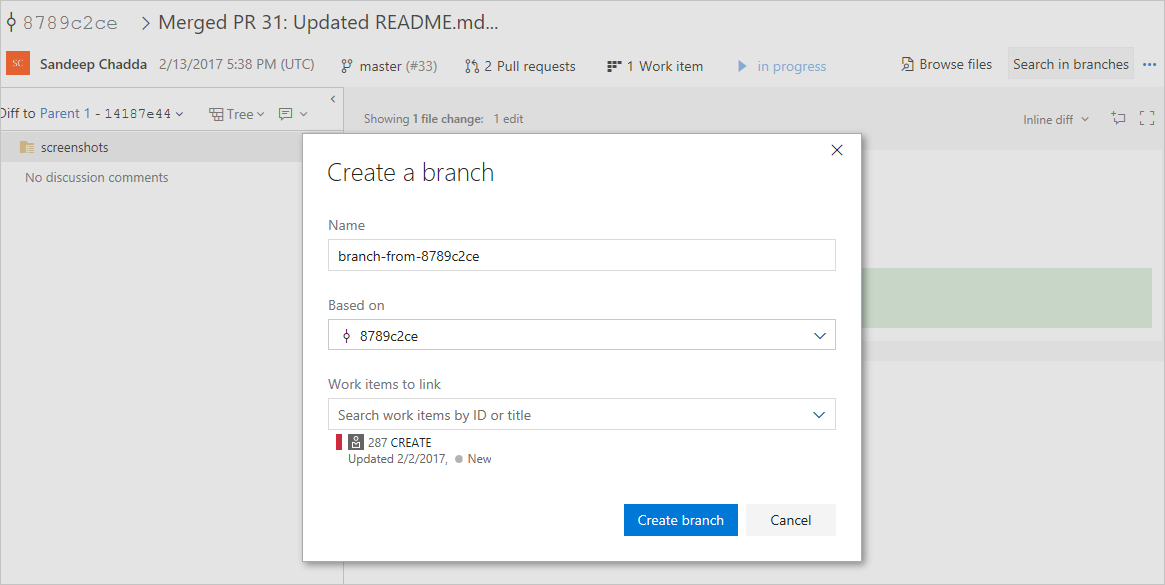 8789c2ce > Merged PR 31: Updated README.md...
SC Sandeep Chadda 2/13/2017 5:38 PM (UTC) master (#33) 2 Pull requests 1 Work item in progress Browse files Search in branches ...
Diff to Parent 1 - 14187e44 Tree
Showing 1 file change: 1 edit Inline diff
screenshots
No discussion comments
Create a branch
Name
branch-from-8789c2ce
Based on
8789c2ce
Work items to link
Search work items by ID or title
287 CREATE
Updated 2/2/2017, New
Create branch Cancel